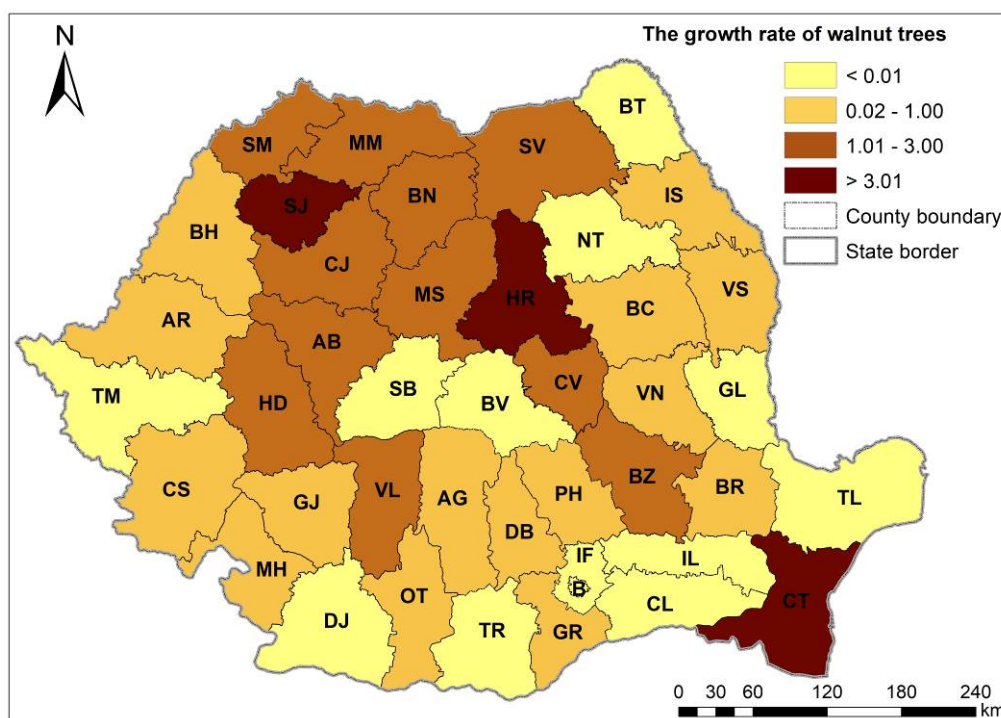 N
The growth rate of walnut trees
< 0.01
0.02 - 1.00
1.01 - 3.00
> 3.01
County boundary
State border
BT
SM
MM
SV
IS
SJ
BN
BH
NT
CJ
VS
MS
HR
BC
AR
AB
TM
SB
CV
VN
GL
HD
BV
CS
VL
BZ
BR
TL
GJ
AG
PH
DB
IF
IL
MH
B
OT
CL
CT
DJ
TR
GR
0 30 60 120 180 240
km